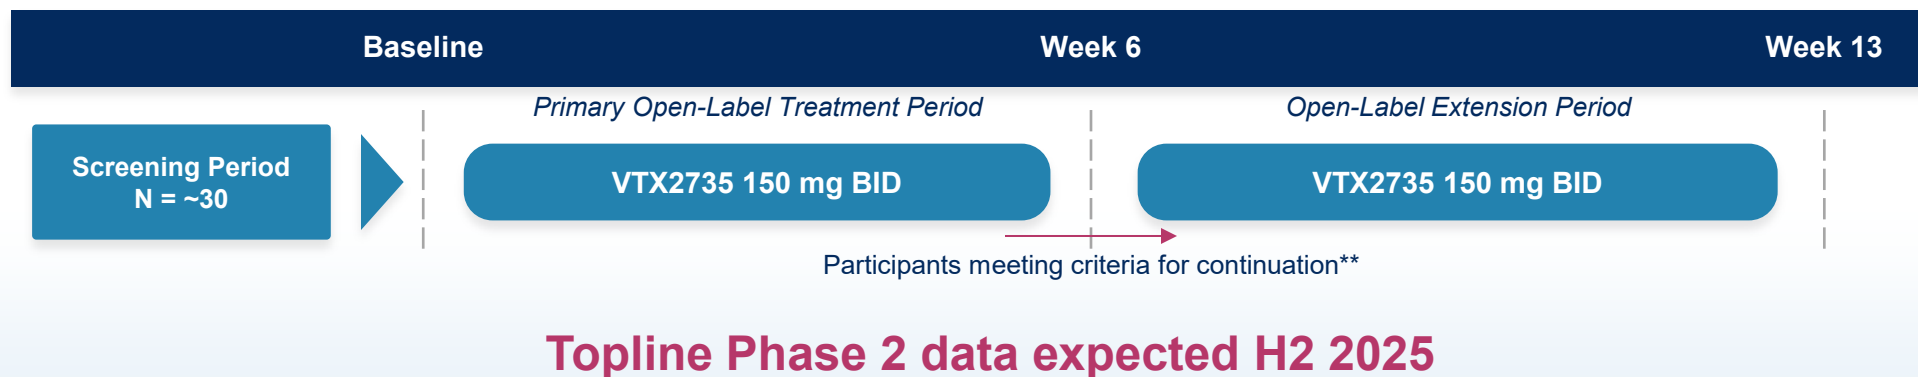 Baseline
Week 6
Week 13
Primary Open-Label Treatment Period
Open-Label Extension Period
Screening Period
N = ~30
VTX2735 150 mg BID
VTX2735 150 mg BID
Participants meeting criteria for continuation**
Topline Phase 2 data expected H2 2025